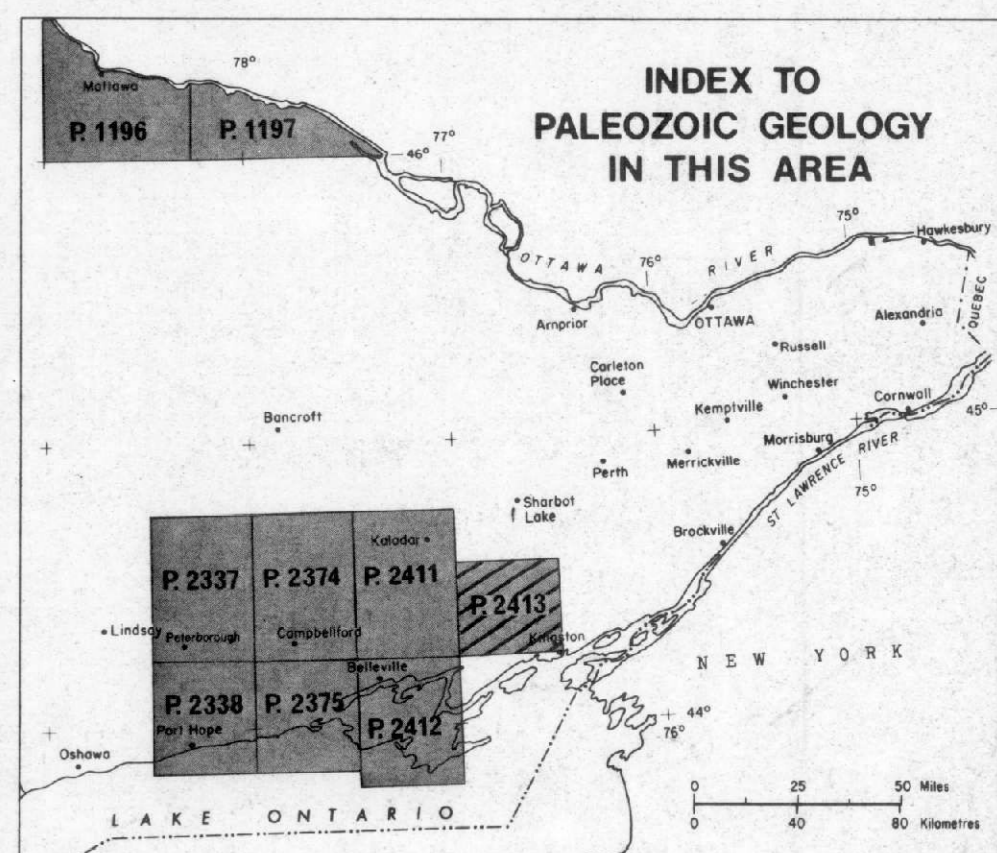 INDEX TO
PALEOZOIC GEOLOGY
IN THIS AREA
78°
Mattawa
P. 1196
P. 1197
77°
46°
75°
Hawkesbury
OTTAWA RIVER
76°
QUEBEC
Arnprior
OTTAWA
Alexandria
Russell
Carleton
Place
Winchester
Cornwall
Kemptville
45°
Bancroft
Morrisburg
Perth
Merrickville
ST LAWRENCE RIVER
75°
Sharbot
Lake
Brockville
Kaladar
P. 2337
P. 2374
P. 2411
P. 2413
Lindsay
Peterborough
Campbellford
Kingston
Belleville
NEW YORK
P. 2338
P. 2375
P. 2412
Port Hope
44°
76°
Oshawa
0 25 50 Miles
LAKE ONTARIO
0 40 80 Kilometres